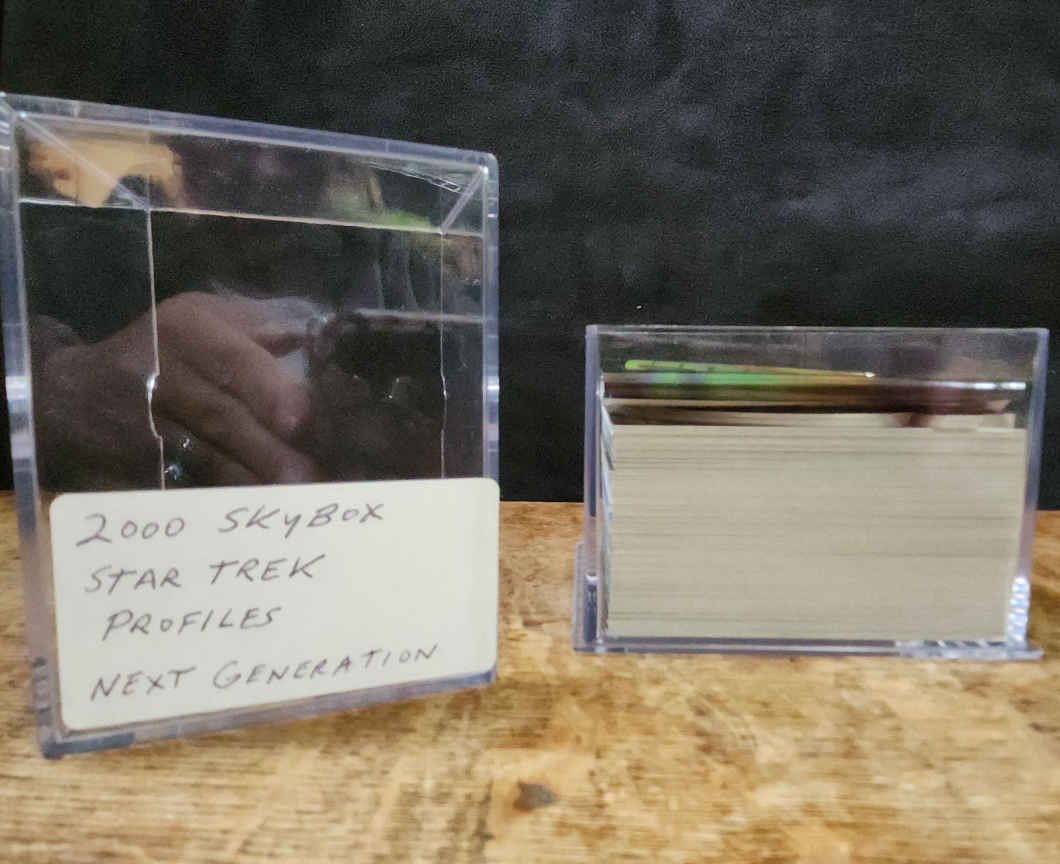 2000 SKYBOX
STAR TREK
PROFILES
NEXT GENERATION